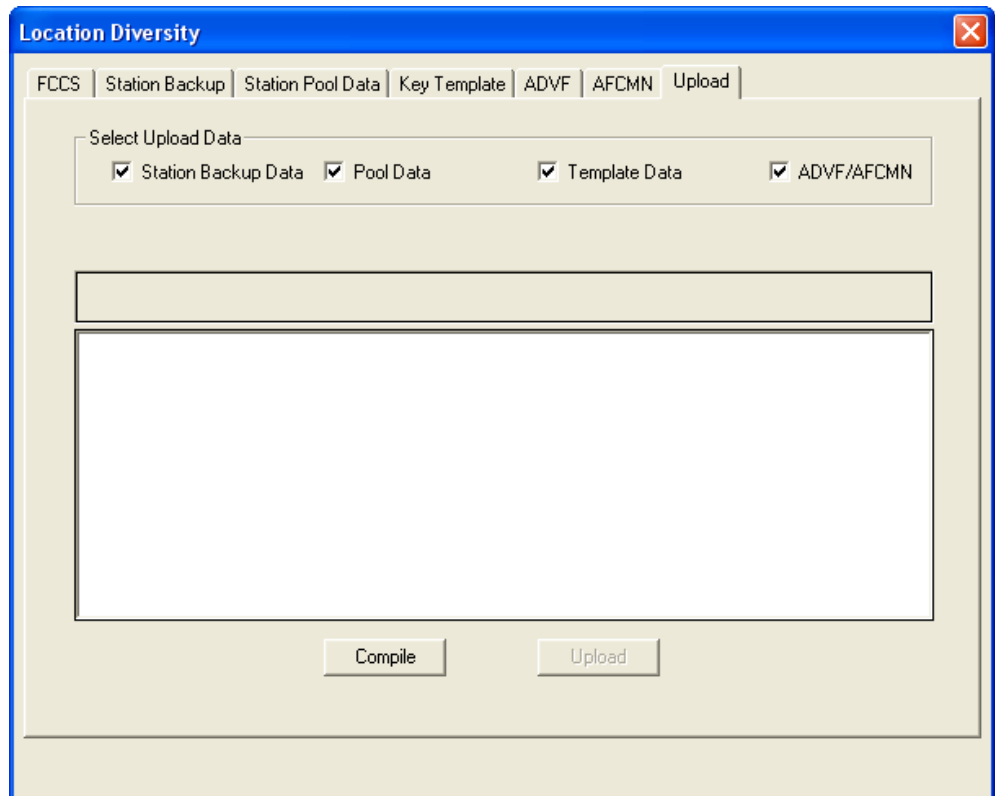 Location Diversity
FCCS Station Backup Station Pool Data Key Template ADVF AFCMN Upload
Select Upload Data
Station Backup Data Pool Data Template Data ADVF/AFCMN
Compile Upload